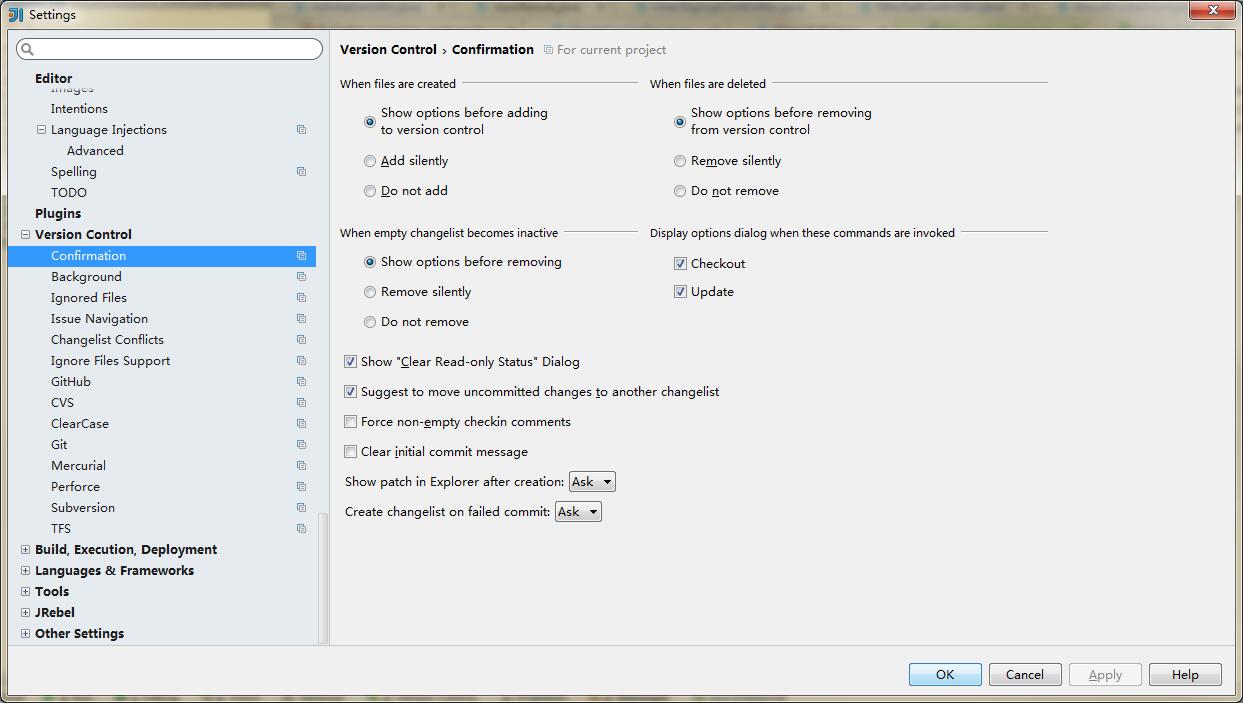 Settings
Editor
Images
Intentions
Language Injections
Advanced
Spelling
TODO
Plugins
Version Control
Confirmation
Background
Ignored Files
Issue Navigation
Changelist Conflicts
Ignore Files Support
GitHub
CVS
ClearCase
Git
Mercurial
Perforce
Subversion
TFS
Build, Execution, Deployment
Languages & Frameworks
Tools
JRebel
Other Settings
Version Control › Confirmation For current project
When files are created
Show options before adding
to version control
Add silently
Do not add
When files are deleted
Show options before removing
from version control
Remove silently
Do not remove
When empty changelist becomes inactive
Show options before removing
Remove silently
Do not remove
Display options dialog when these commands are invoked
Checkout
Update
Show "Clear Read-only Status" Dialog
Suggest to move uncommitted changes to another changelist
Force non-empty checkin comments
Clear initial commit message
Show patch in Explorer after creation: Ask
Create changelist on failed commit: Ask
OK Cancel Apply Help